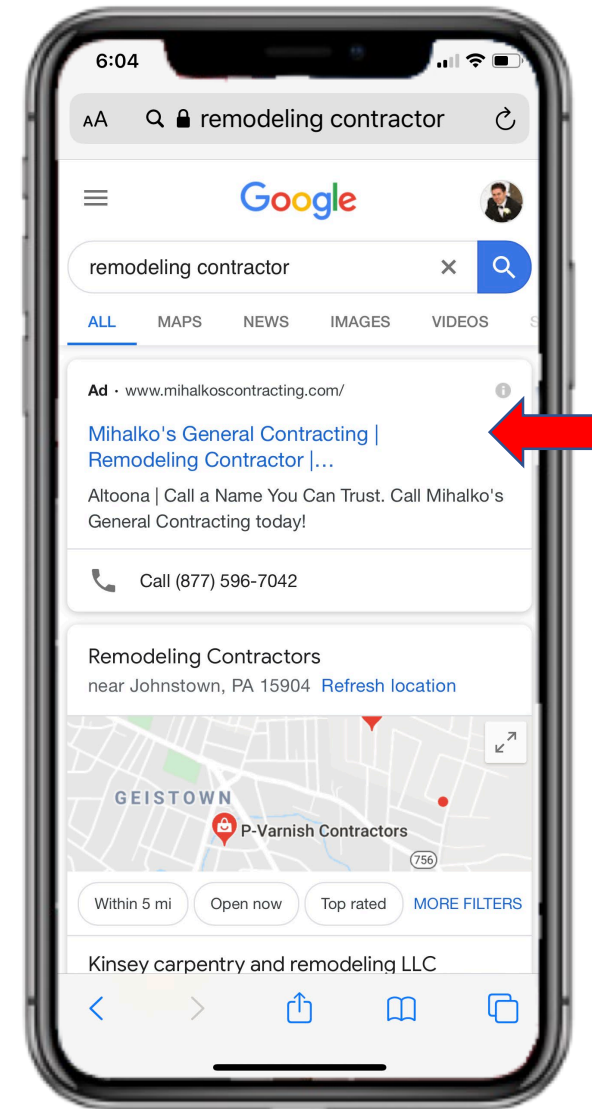 6:04
AA remodeling contractor
Google
remodeling contractor
ALL MAPS NEWS IMAGES VIDEOS S
Ad · www.mihalkoscontracting.com/
Mihalko's General Contracting |
Remodeling Contractor |...
Altoona | Call a Name You Can Trust. Call Mihalko's
General Contracting today!
Call (877) 596-7042
Remodeling Contractors
near Johnstown, PA 15904 Refresh location
GEISTOWN
P-Varnish Contractors
756
Within 5 mi Open now Top rated MORE FILTERS
Kinsey carpentry and remodeling LLC